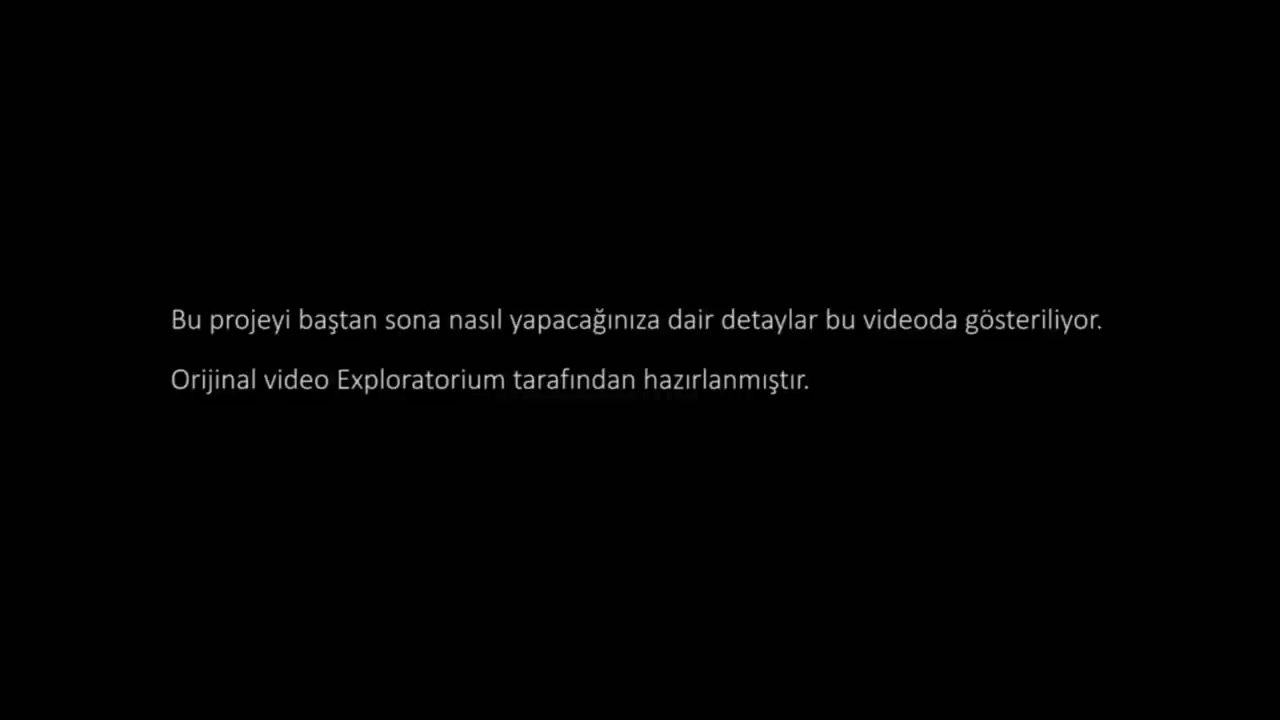 Bu projeyi baştan sona nasıl yapacağınıza dair detaylar bu videoda gösteriliyor.
Orijinal video Exploratorium tarafından hazırlanmıştır.